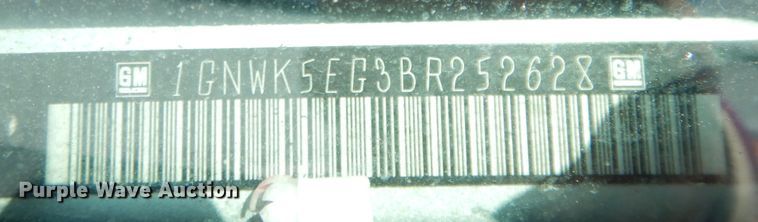 GM 1GNWK5EG3BR252628 GM
Purple Wave Auction